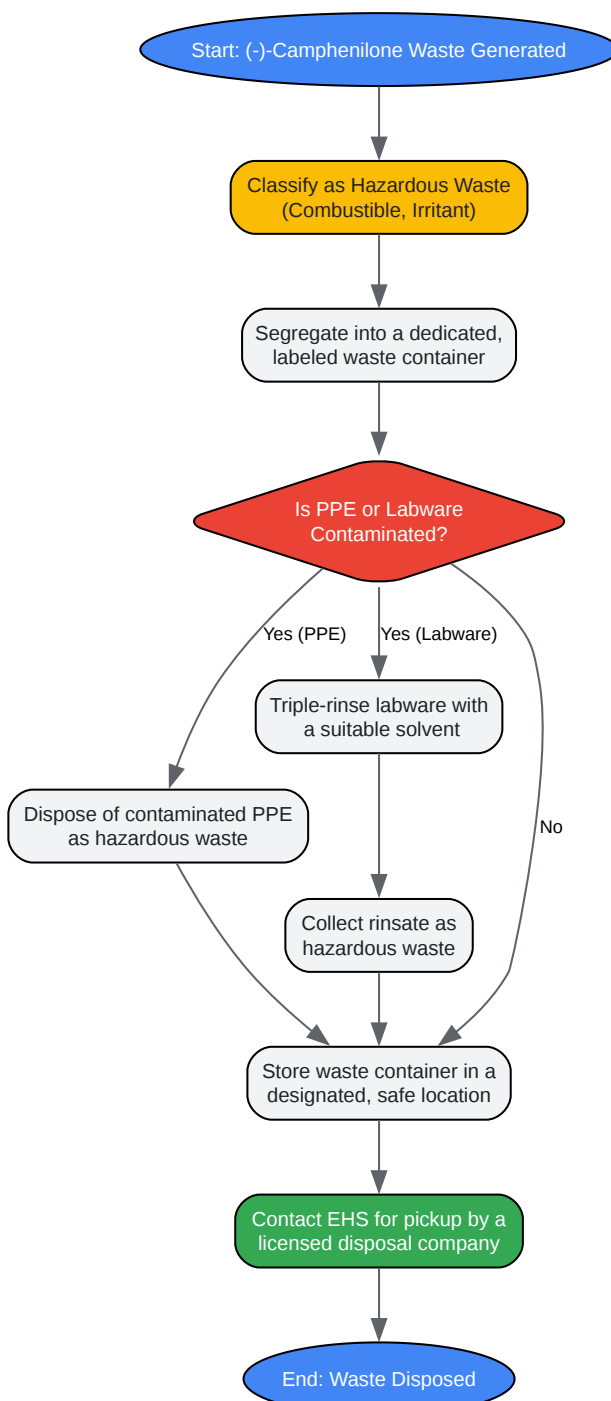 Start: (-)-Camphenilone Waste Generated
Classify as Hazardous Waste
(Combustible, Irritant)
Segregate into a dedicated,
labeled waste container
Is PPE or Labware
Contaminated?
Yes (PPE)
Yes (Labware)
Triple-rinse labware with
a suitable solvent
Dispose of contaminated PPE
as hazardous waste
No
Collect rinsate as
hazardous waste
Store waste container in a
designated, safe location
Contact EHS for pickup by a
licensed disposal company
End: Waste Disposed